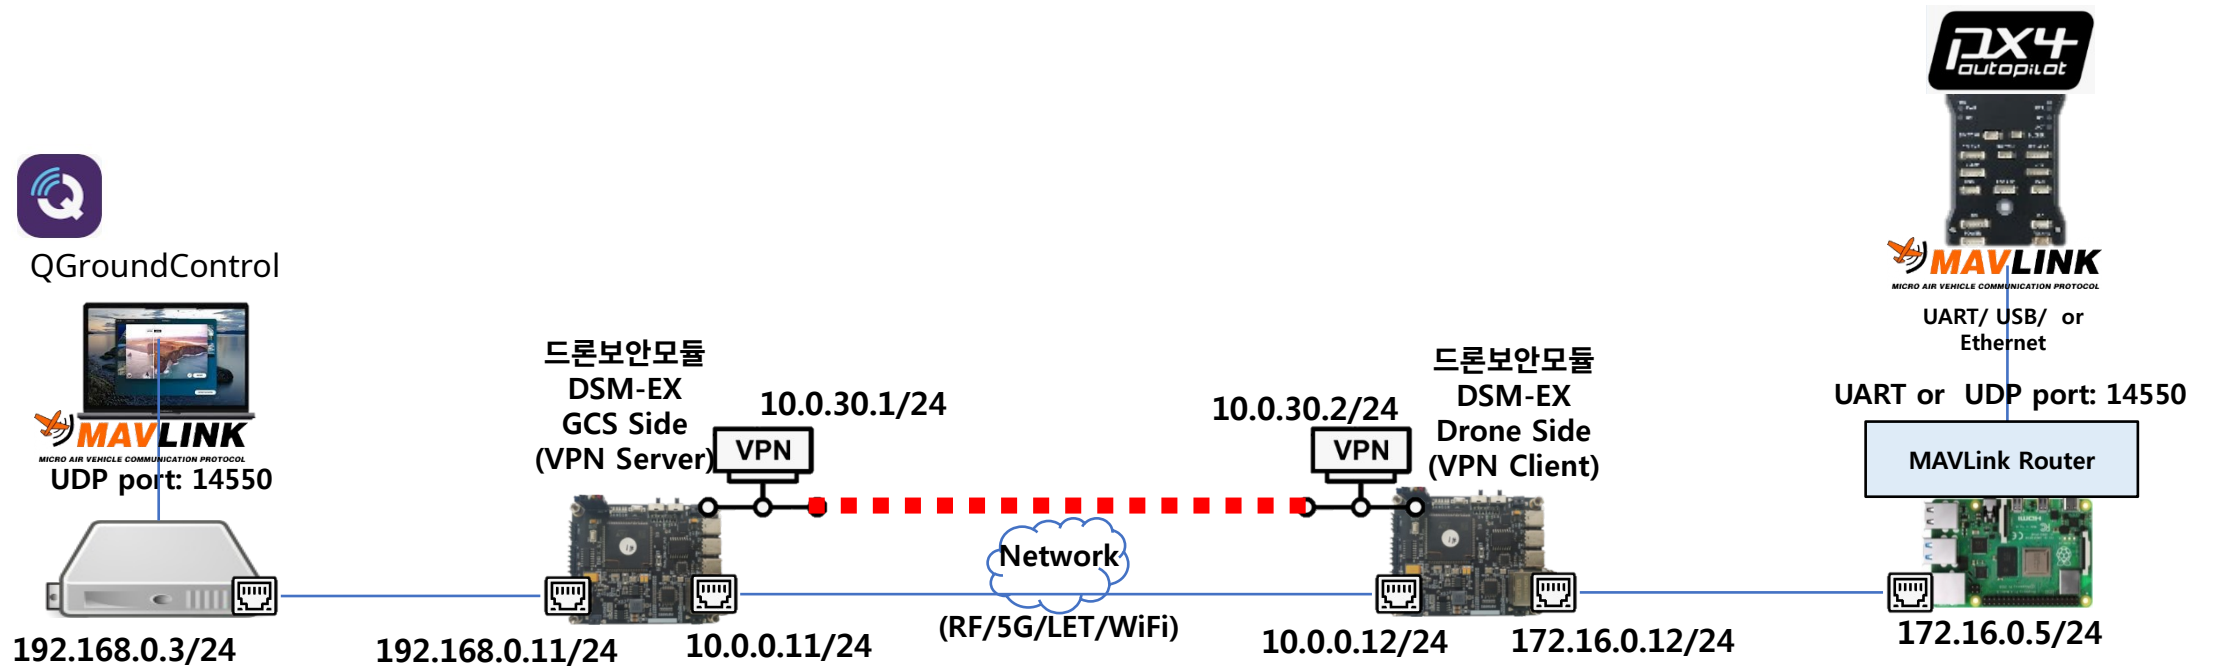 PX4
autopilot
QGroundControl
MAVLINK
MICRO AIR VEHICLE COMMUNICATION PROTOCOL
UART/ USB/ or
Ethernet
드론보안모듈
DSM-EX
GCS Side
(VPN Server)
10.0.30.1/24
VPN
10.0.30.2/24
VPN
드론보안모듈
DSM-EX
Drone Side
(VPN Client)
UART or UDP port: 14550
MAVLink Router
MAVLINK
MICRO AIR VEHICLE COMMUNICATION PROTOCOL
UDP port: 14550
Network
(RF/5G/LET/WiFi)
192.168.0.3/24
192.168.0.11/24
10.0.0.11/24
10.0.0.12/24
172.16.0.12/24
172.16.0.5/24